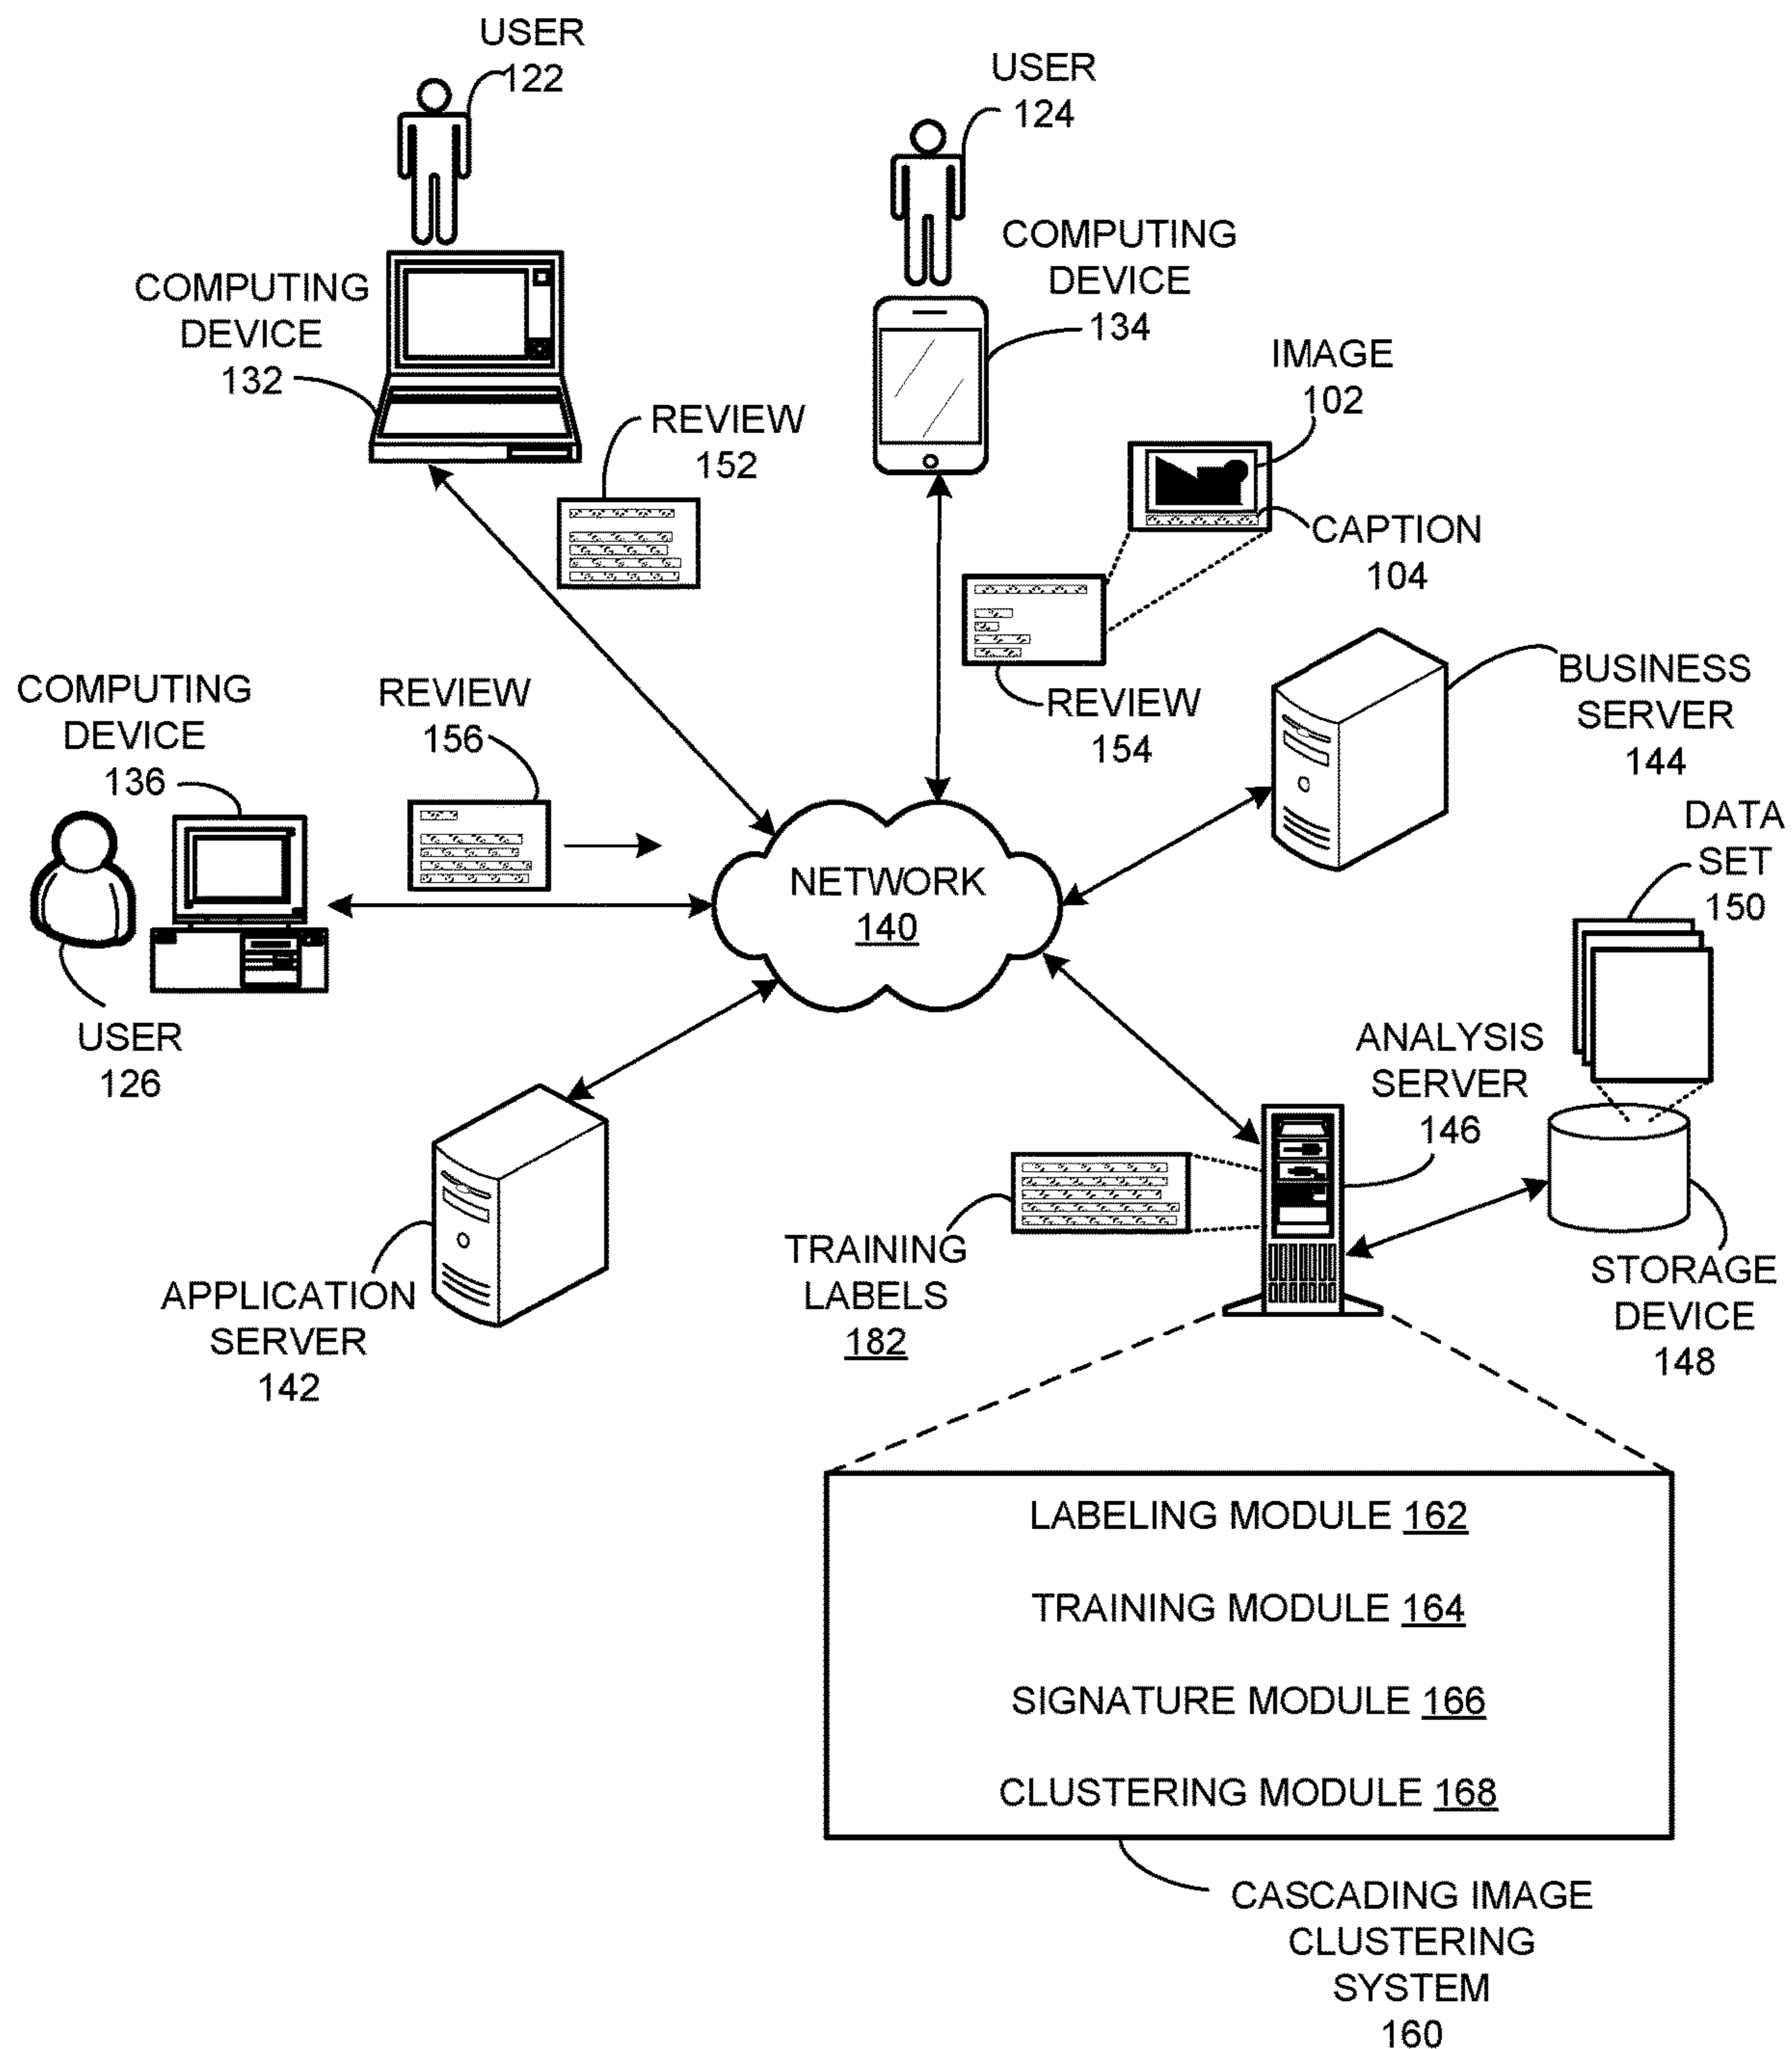 USER
122
USER
124
COMPUTING
DEVICE
132
COMPUTING
DEVICE
134
IMAGE
102
REVIEW
152
CAPTION
104
COMPUTING
DEVICE
136
REVIEW
156
REVIEW
154
BUSINESS
SERVER
144
DATA
SET
150
NETWORK
140
USER
126
ANALYSIS
SERVER
146
TRAINING
LABELS
182
APPLICATION
SERVER
142
STORAGE
DEVICE
148
LABELING MODULE 162
TRAINING MODULE 164
SIGNATURE MODULE 166
CLUSTERING MODULE 168
CASCADING IMAGE
CLUSTERING
SYSTEM
160